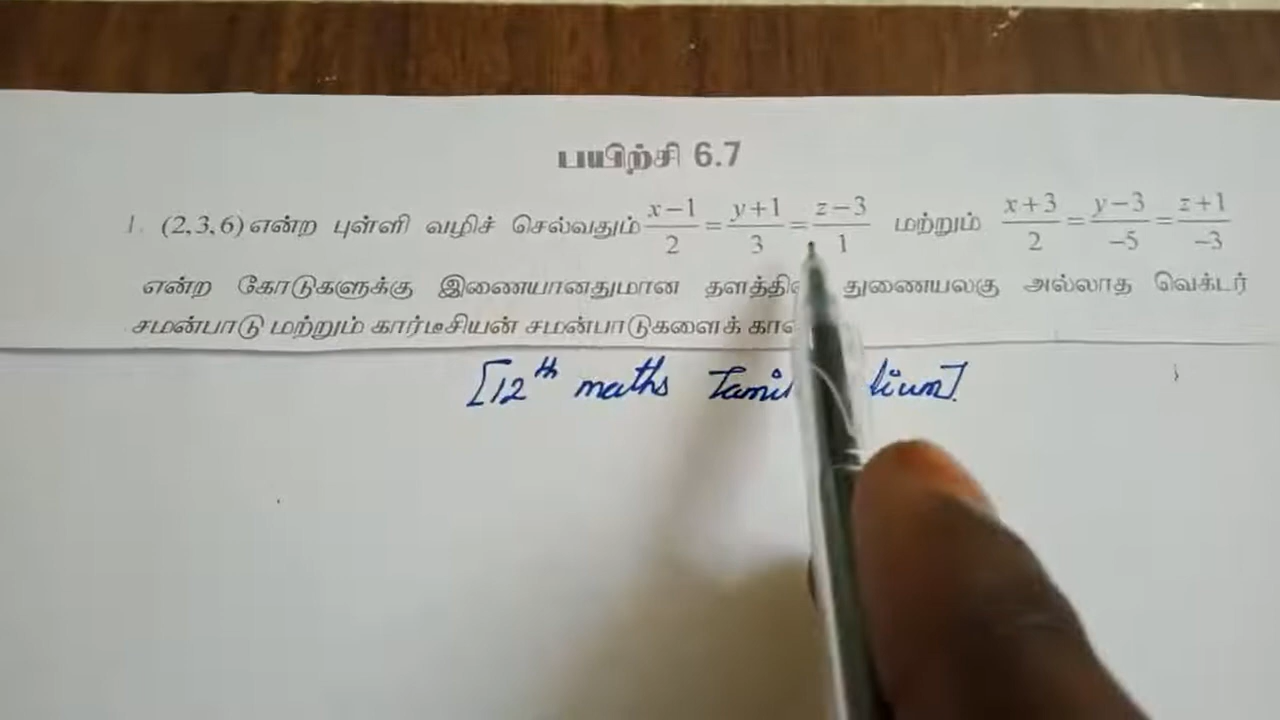 பயிற்சி 6.7
1. (2,3,6) என்ற புள்ளி வழிச் செல்வதும் x−1/2 = y+1/3 = z−3/1 மற்றும் x+3/2 = y−3/−5 = z+1/−3
என்ற கோடுகளுக்கு இணையானதுமான துணையலகு அல்லாத வெக்டர்
சமன்பாடு மற்றும் கார்டீசியன் சமன்பாடுகளைக்
[12th maths